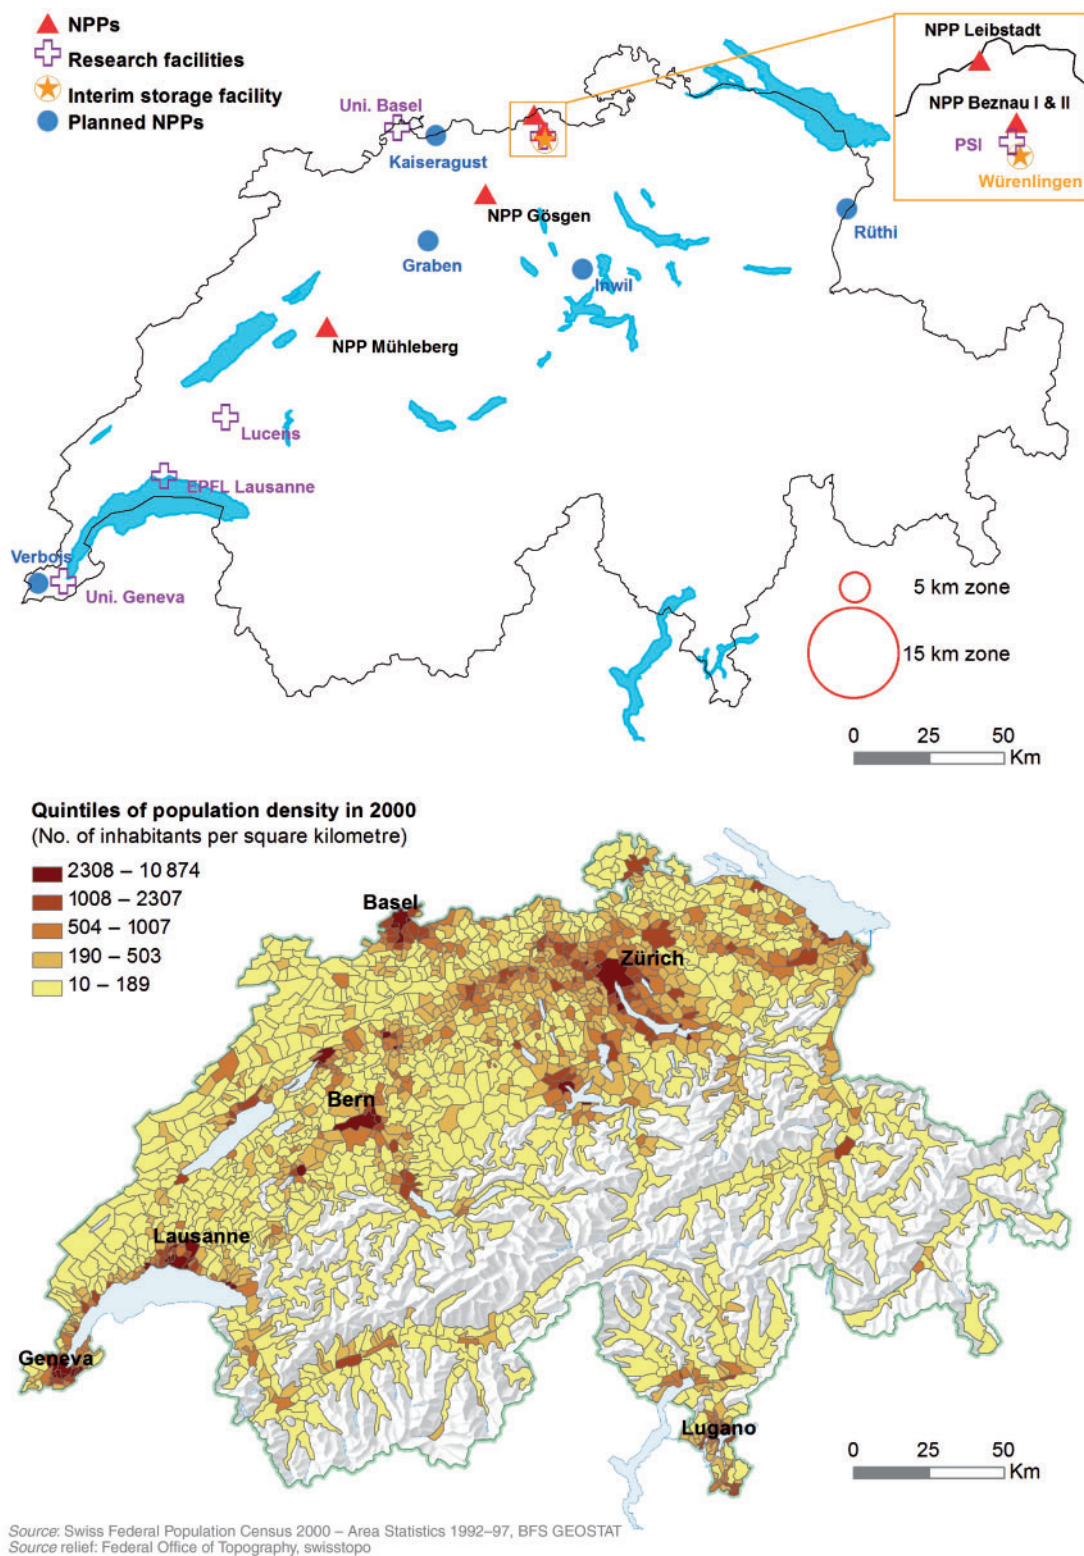 NPPs
Research facilities
Interim storage facility
Planned NPPs
NPP Leibstadt
NPP Beznau I & II
PSI
Würenlingen
Uni. Basel
Kaiseragust
NPP Gösgen
Graben
Inwil
Rüthi
NPP Mühleberg
Lucens
EPFL Lausanne
Verbois
Uni. Geneva
5 km zone
15 km zone
0 25 50
Km
Quintiles of population density in 2000
(No. of inhabitants per square kilometre)
2308 – 10 874
1008 – 2307
504 – 1007
190 – 503
10 – 189
Basel
Zürich
Bern
Lausanne
Geneva
Lugano
0 25 50
Km
Source: Swiss Federal Population Census 2000 – Area Statistics 1992–97, BFS GEOSTAT
Source relief: Federal Office of Topography, swisstopo